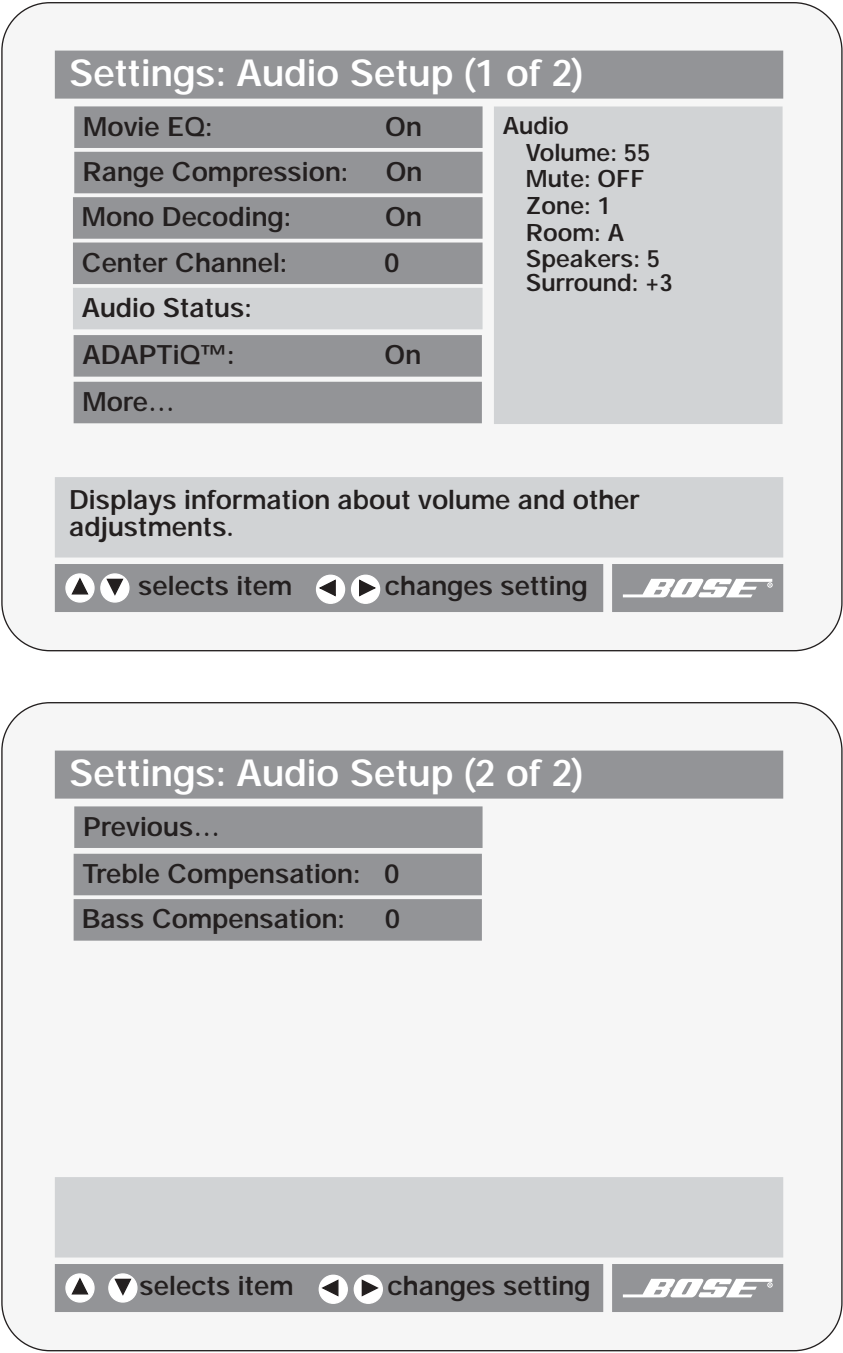 Settings: Audio Setup (1 of 2)
Movie EQ: On
Range Compression: On
Mono Decoding: On
Center Channel: 0
Audio Status:
ADAPTiQ™: On
More…
Audio
Volume: 55
Mute: OFF
Zone: 1
Room: A
Speakers: 5
Surround: +3
Displays information about volume and other
adjustments.
selects item changes setting BOSE®
Settings: Audio Setup (2 of 2)
Previous…
Treble Compensation: 0
Bass Compensation: 0
selects item changes setting BOSE®